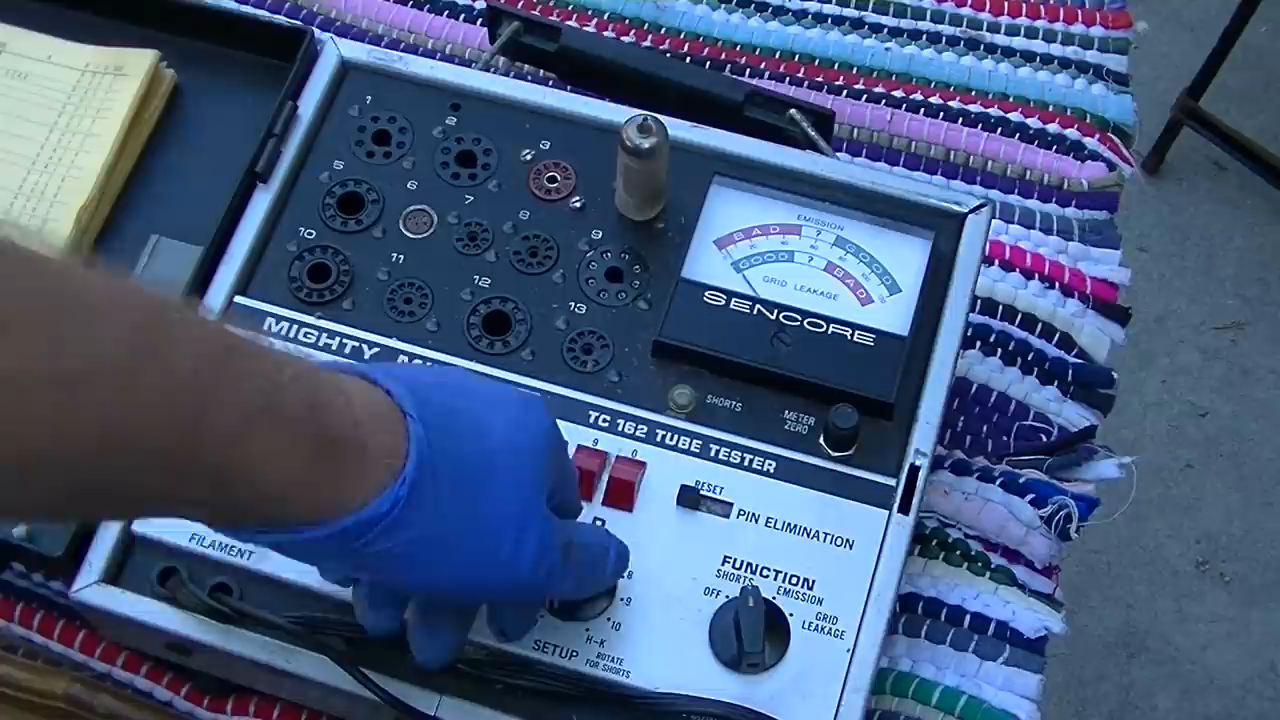 1
2
3
5
6
7
8
9
10
11
12
13
EMISSION
BAD ? GOOD
GOOD ? BAD
GRID LEAKAGE
SENCORE
SHORTS
METER
ZERO
MIGHTY
TC 162 TUBE TESTER
9 0
RESET
PIN ELIMINATION
FILAMENT
FUNCTION
SHORTS
OFF
EMISSION
GRID
LEAKAGE
8
9
10
H-K
SETUP
ROTATE
FOR SHORTS